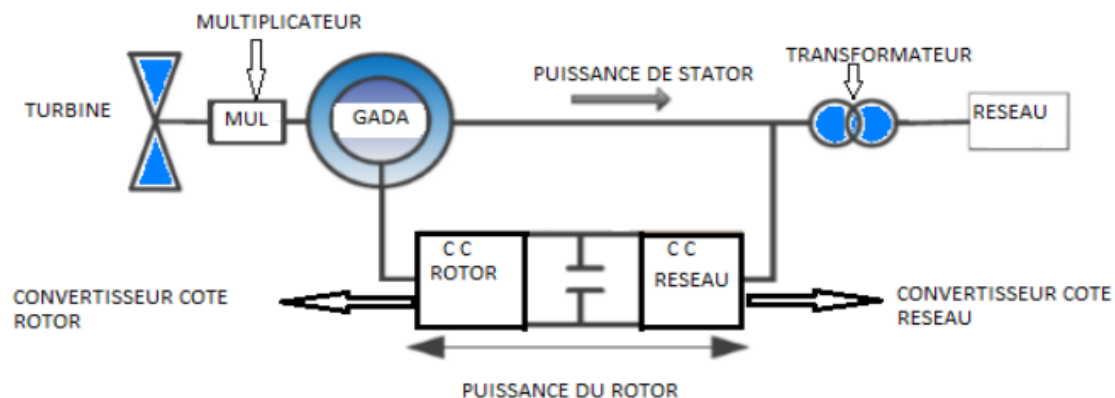 MULTIPLICATEUR
TRANSFORMATEUR
PUISSANCE DE STATOR
TURBINE
MUL
GADA
RESEAU
C C
ROTOR
C C
RESEAU
CONVERTISSEUR COTE
ROTOR
CONVERTISSEUR COTE
RESEAU
PUISSANCE DU ROTOR